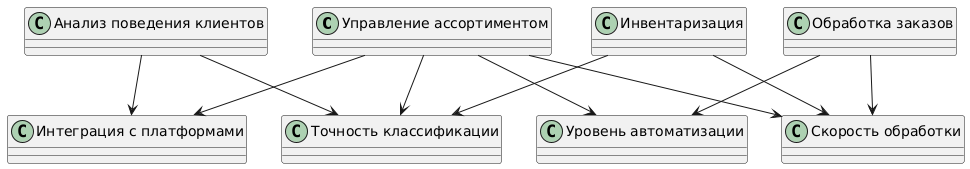 C Анализ поведения клиентов
C Управление ассортиментом
C Инвентаризация
C Обработка заказов
C Интеграция с платформами
C Точность классификации
C Уровень автоматизации
C Скорость обработки